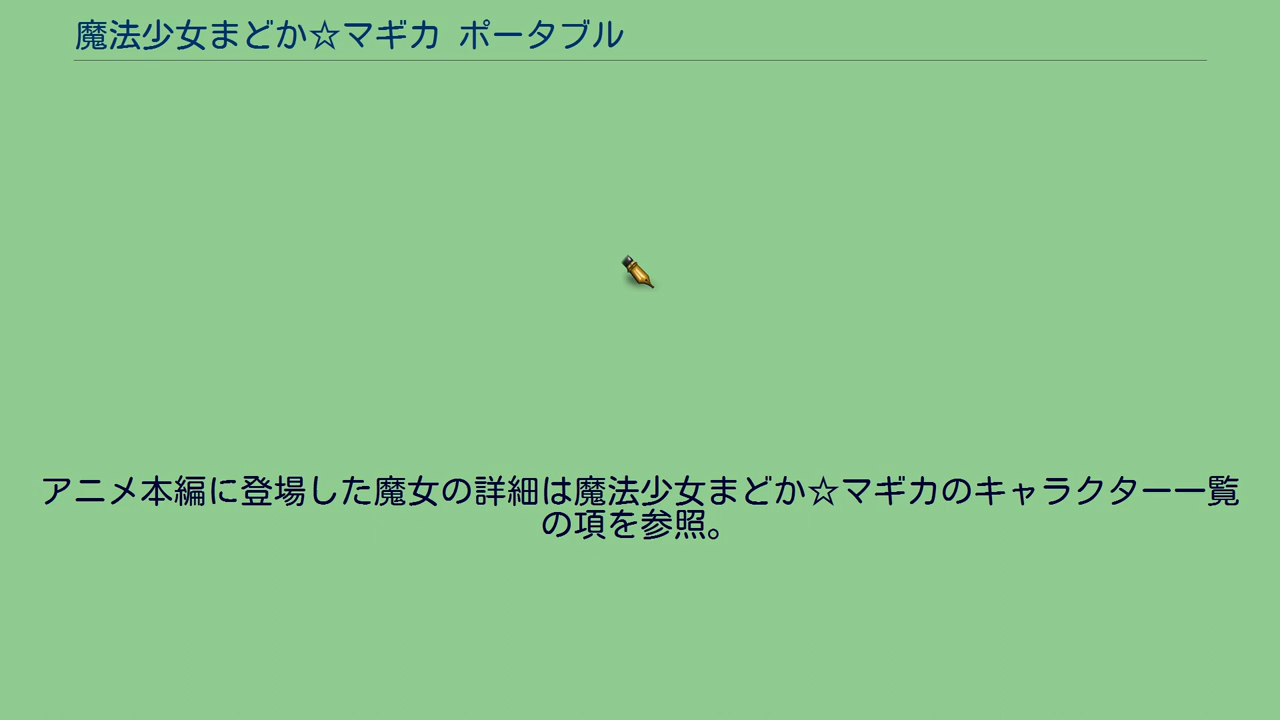 魔法少女まどか☆マギカ ポータブル
アニメ本編に登場した魔女の詳細は魔法少女まどか☆マギカのキャラクター一覧
の項を参照。